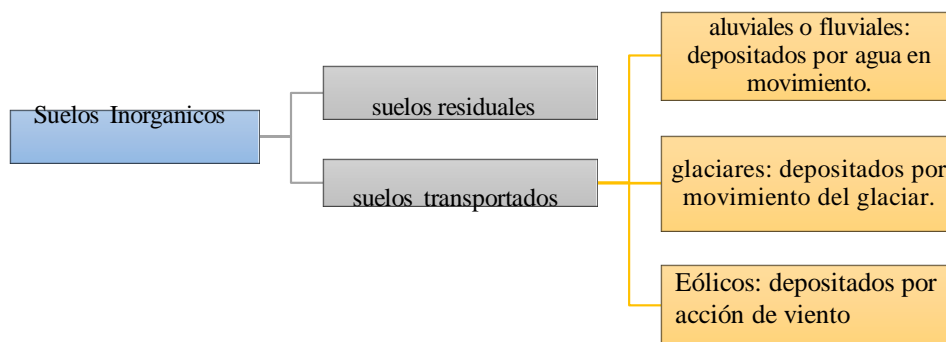 Suelos Inorganicos
suelos residuales
suelos transportados
aluviales o fluviales:
depositados por agua en
movimiento.
glaciares: depositados por
movimiento del glaciar.
Eólicos: depositados por
acción de viento